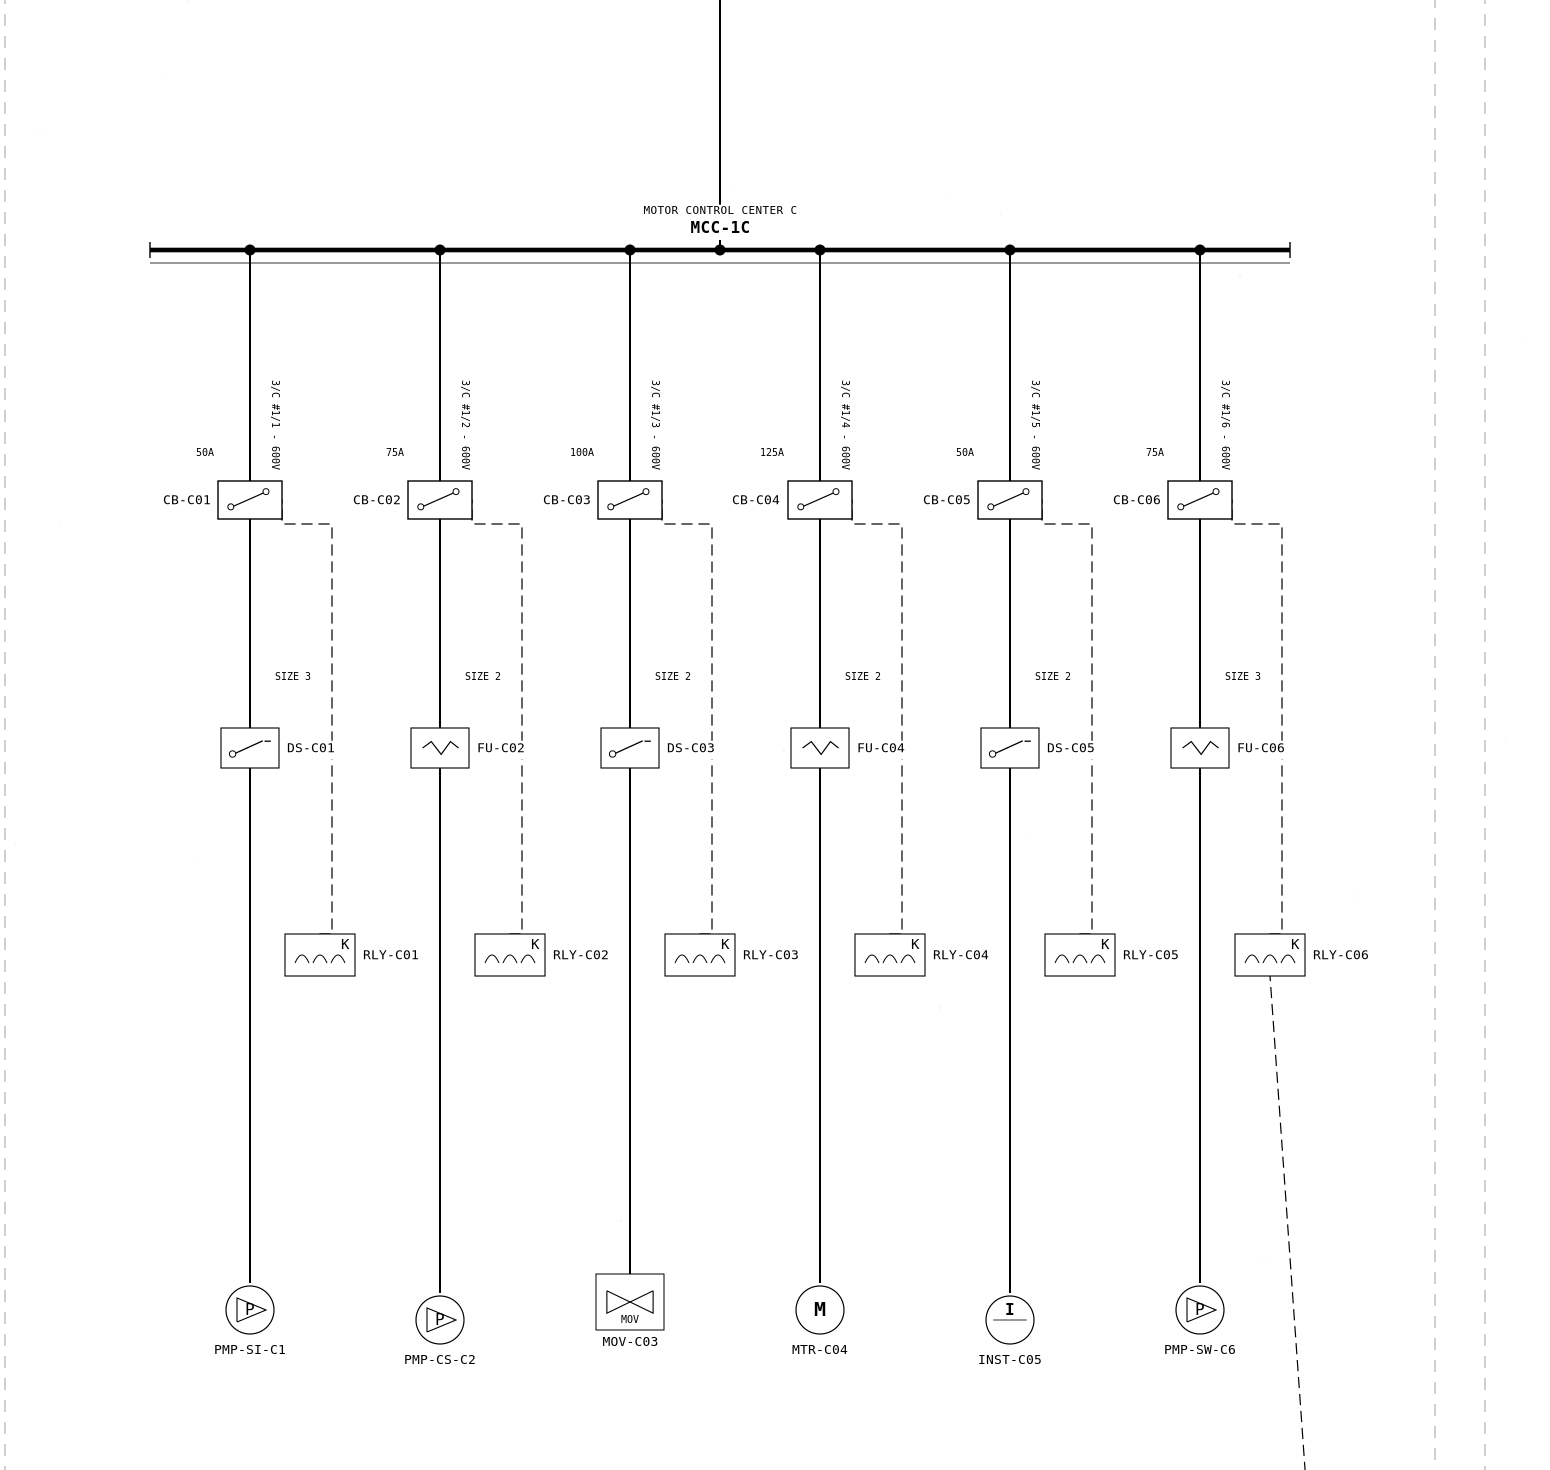 MOTOR CONTROL CENTER C
MCC-1C
3/C #1/1 - 600V
3/C #1/2 - 600V
3/C #1/3 - 600V
3/C #1/4 - 600V
3/C #1/5 - 600V
3/C #1/6 - 600V
50A
75A
100A
125A
50A
75A
CB-C01
CB-C02
CB-C03
CB-C04
CB-C05
CB-C06
SIZE 3
SIZE 2
SIZE 2
SIZE 2
SIZE 2
SIZE 3
DS-C01
FU-C02
DS-C03
FU-C04
DS-C05
FU-C06
K
RLY-C01
K
RLY-C02
K
RLY-C03
K
RLY-C04
K
RLY-C05
K
RLY-C06
P
PMP-SI-C1
P
PMP-CS-C2
MOV
MOV-C03
M
MTR-C04
I
INST-C05
P
PMP-SW-C6